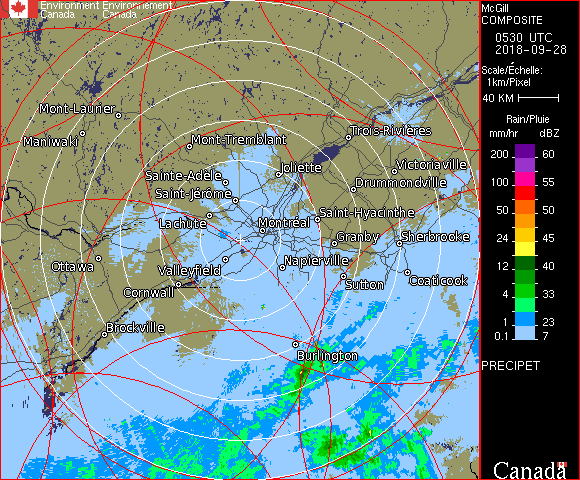 Environment Environnement
Canada Canada
McGill
COMPOSITE
0530 UTC
2018-09-28
Scale/Échelle:
1km/Pixel
40 KM
Rain/Pluie
mm/hr dBZ
200 60
100 55
50 50
24 45
12 40
4 33
1 23
0.1 7
PRECIPET
Canada
Mont-Laurier
Maniwaki
Mont-Tremblant
Trois-Rivières
Sainte-Adèle
Joliette
Victoriaville
Saint-Jérôme
Drummondville
Lachute
Montréal
Saint-Hyacinthe
Granby
Sherbrooke
Ottawa
Valleyfield
Napierville
Cornwall
Sutton
Coaticook
Brockville
Burlington